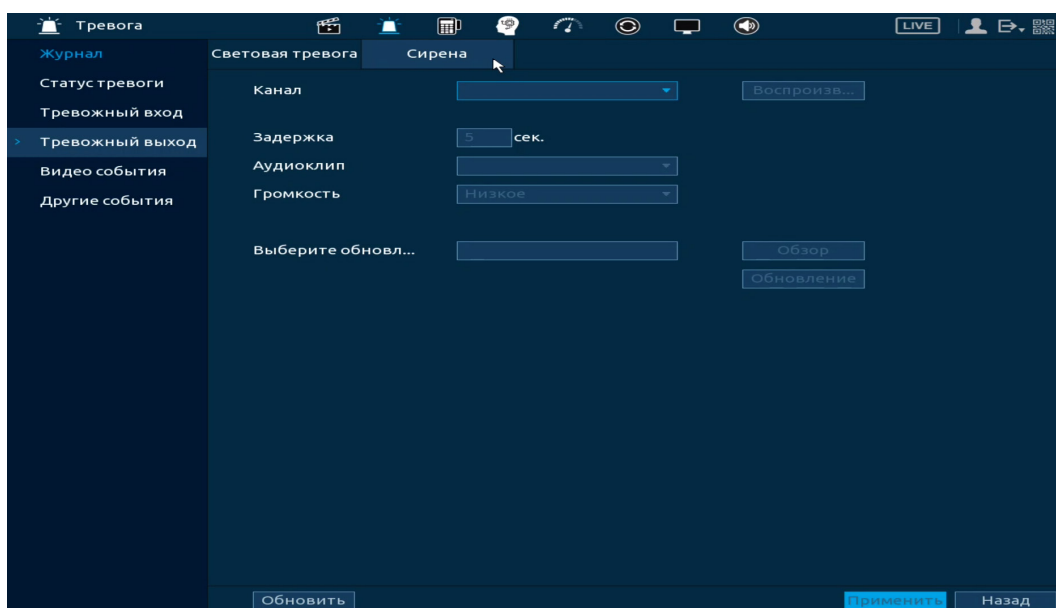 Тревога LIVE
Журнал
Статус тревоги
Тревожный вход
> Тревожный выход
Видео события
Другие события
Световая тревога Сирена
Канал Воспроизв...
Задержка 5 сек.
Аудиоклип
Громкость Низкое
Выберите обновл... Обзор
Обновление
Обновить Применить Назад